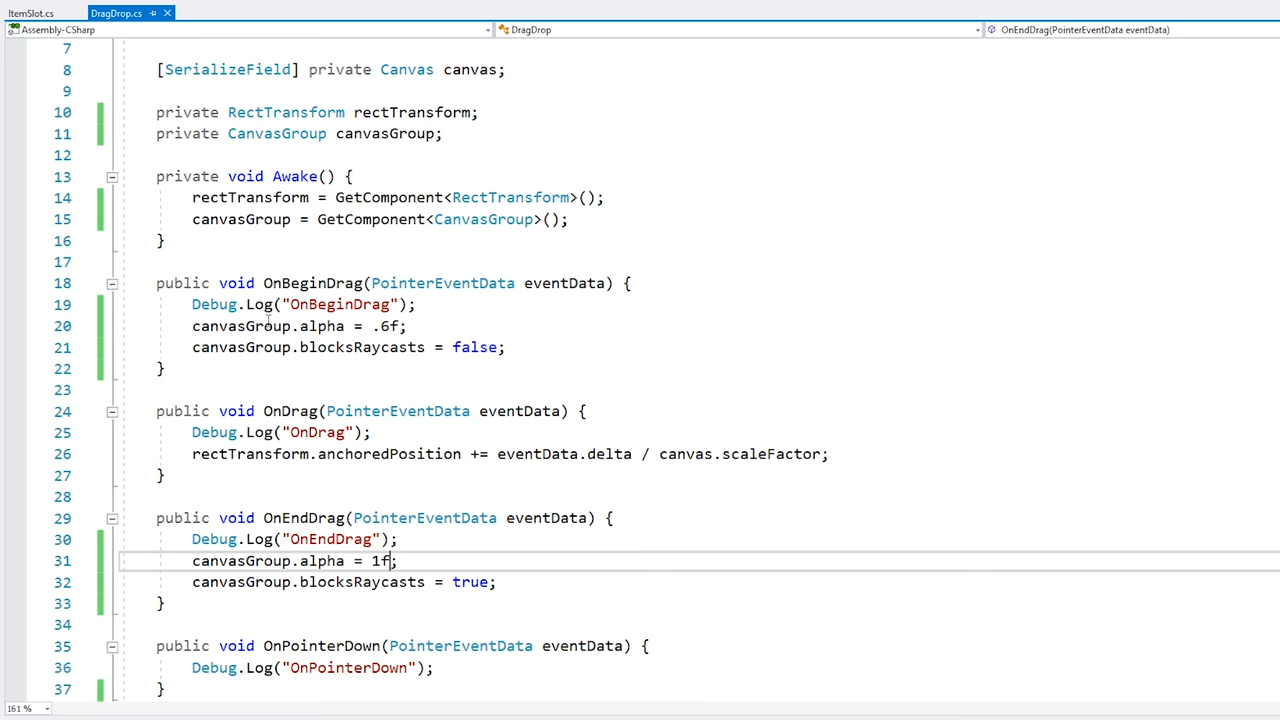 ItemSlot.cs DragDrop.cs
Assembly-CSharp DragDrop OnEndDrag(PointerEventData eventData)
7
8 [SerializeField] private Canvas canvas;
9
10 private RectTransform rectTransform;
11 private CanvasGroup canvasGroup;
12
13 private void Awake() {
14 rectTransform = GetComponent<RectTransform>();
15 canvasGroup = GetComponent<CanvasGroup>();
16 }
17
18 public void OnBeginDrag(PointerEventData eventData) {
19 Debug.Log("OnBeginDrag");
20 canvasGroup.alpha = .6f;
21 canvasGroup.blocksRaycasts = false;
22 }
23
24 public void OnDrag(PointerEventData eventData) {
25 Debug.Log("OnDrag");
26 rectTransform.anchoredPosition += eventData.delta / canvas.scaleFactor;
27 }
28
29 public void OnEndDrag(PointerEventData eventData) {
30 Debug.Log("OnEndDrag");
31 canvasGroup.alpha = 1f;
32 canvasGroup.blocksRaycasts = true;
33 }
34
35 public void OnPointerDown(PointerEventData eventData) {
36 Debug.Log("OnPointerDown");
37 }
161 %